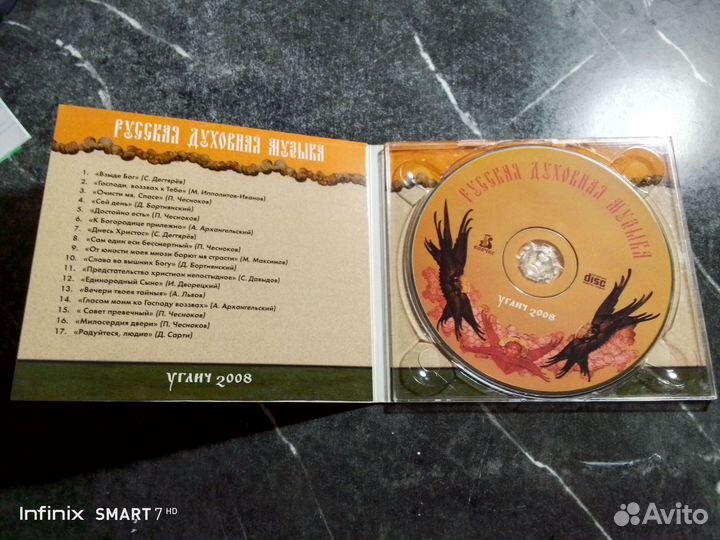 РУССКАЯ ДУХОВНАЯ МУЗЫКА
1. «Взыде Бог» (С. Дегтярёв)
2. «Господи, воззвах к Тебе» (М. Ипполитов-Иванов)
3. «Очисти мя, Спасе» (П. Чесноков)
4. «Сей день» (Д. Бортнянский)
5. «Достойно есть» (П. Чесноков)
6. «К Богородице прилежно» (А. Архангельский)
7. «Днесь Христос» (С. Дегтярёв)
8. «Сам един еси бессмертный» (П. Чесноков)
9. «От юности моея мнози борют мя страсти» (М. Максимов)
10. «Слава во вышних Богу» (Д. Бортнянский)
11. «Предстательство христиан непостыдное» (С. Давыдов)
12. «Единородный Сыне» (И. Дворецкий)
13. «Вечери твоея тайныя» (А. Львов)
14. «Гласом моим ко Господу воззвах» (А. Архангельский)
15. « Совет превечный» (П. Чесноков)
16. «Милосердия двери» (П. Чесноков)
17. «Радуйтеся, людие» (Д. Сарти)
УГЛИЧ 2008
РУССКАЯ ДУХОВНАЯ МУЗЫКА
disc
УГЛИЧ 2008
Infinix SMART 7 HD
Avito